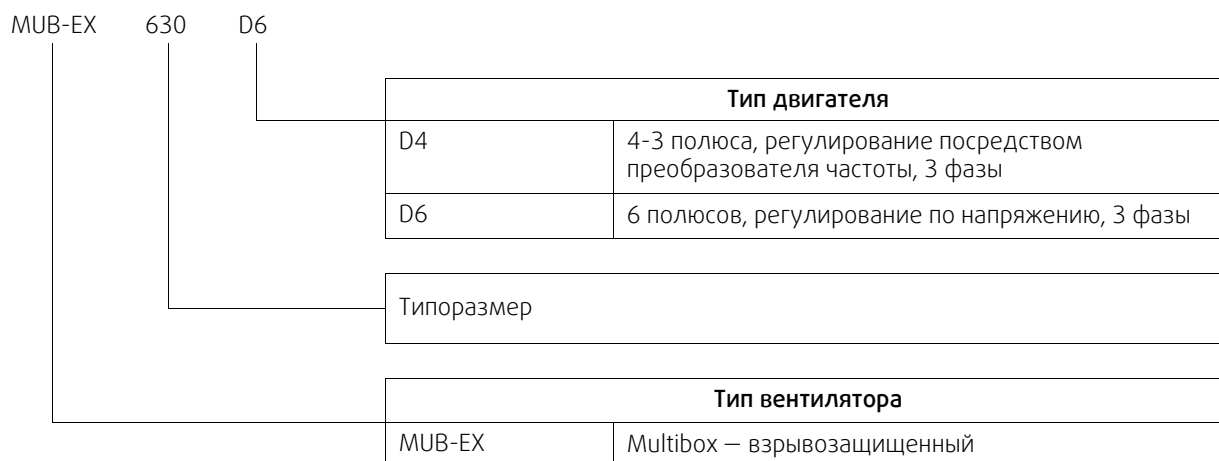 MUB-EX 630 D6
Тип двигателя
D4 4-3 полюса, регулирование посредством
преобразователя частоты, 3 фазы
D6 6 полюсов, регулирование по напряжению, 3 фазы
Типоразмер
Тип вентилятора
MUB-EX Multibox — взрывозащищенный